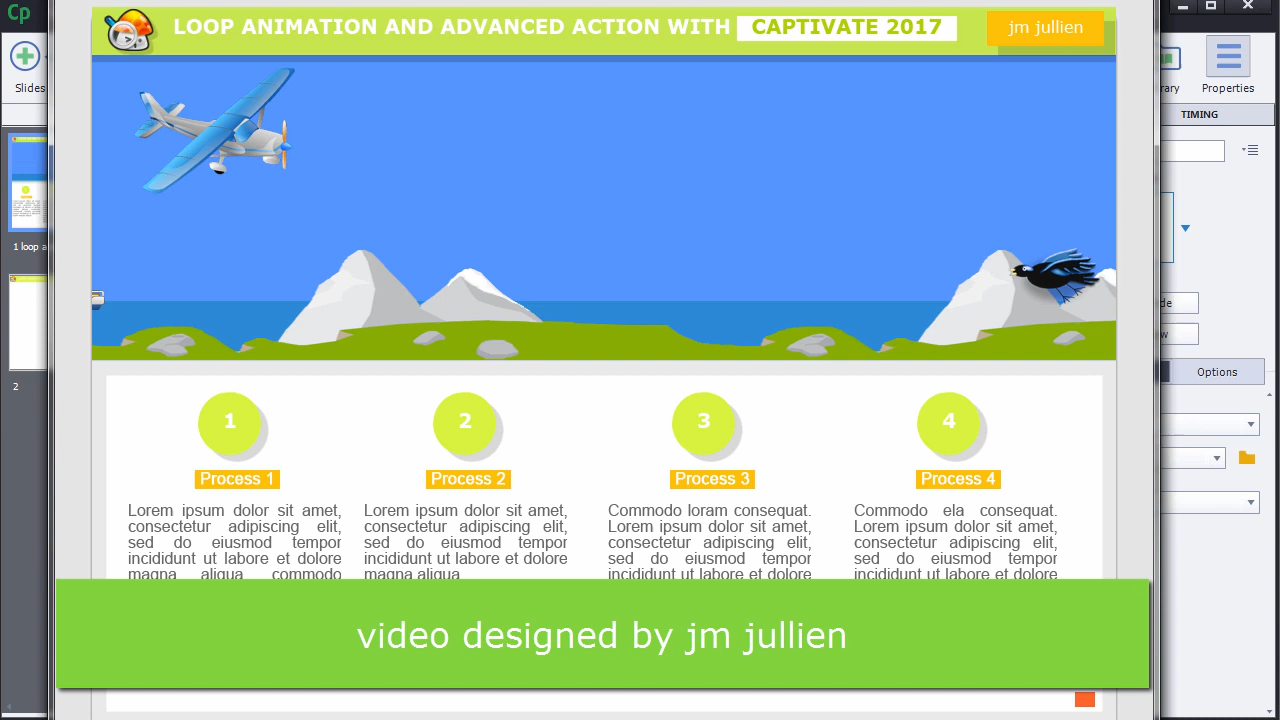 Cp
LOOP ANIMATION AND ADVANCED ACTION WITH CAPTIVATE 2017
jm jullien
Slides
Properties
TIMING
1 loop a
2
Options
1
2
3
4
Process 1
Process 2
Process 3
Process 4
Lorem ipsum dolor sit amet,
consectetur adipiscing elit,
sed do eiusmod tempor
incididunt ut labore et dolore
magna aliqua commodo
Lorem ipsum dolor sit amet,
consectetur adipiscing elit,
sed do eiusmod tempor
incididunt ut labore et dolore
magna aliqua
Commodo loram consequat.
Lorem ipsum dolor sit amet,
consectetur adipiscing elit,
sed do eiusmod tempor
incididunt ut labore et dolore
Commodo ela consequat.
Lorem ipsum dolor sit amet,
consectetur adipiscing elit,
sed do eiusmod tempor
incididunt ut labore et dolore
video designed by jm jullien